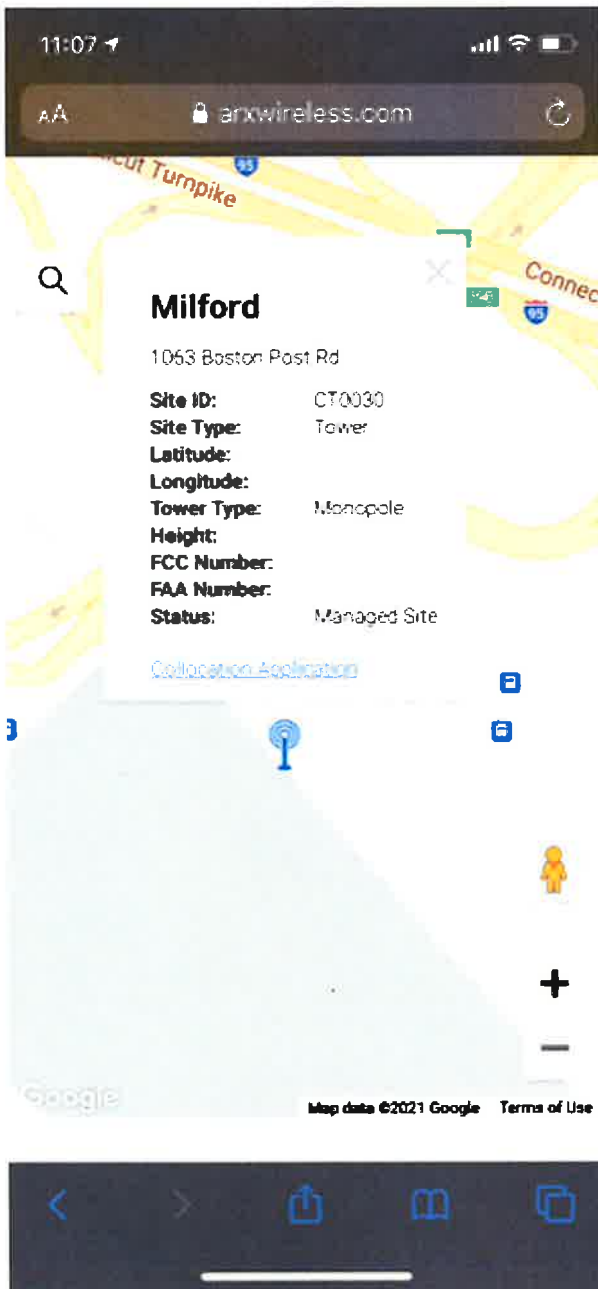 11:07
AA arxwireless.com
cut Turnpike
95
Connec
95
Milford
1063 Boston Post Rd
Site ID: CT0030
Site Type: Tower
Latitude:
Longitude:
Tower Type: Monopole
Height:
FCC Number:
FAA Number:
Status: Managed Site
Collocation Application
Google
Map data ©2021 Google Terms of Use